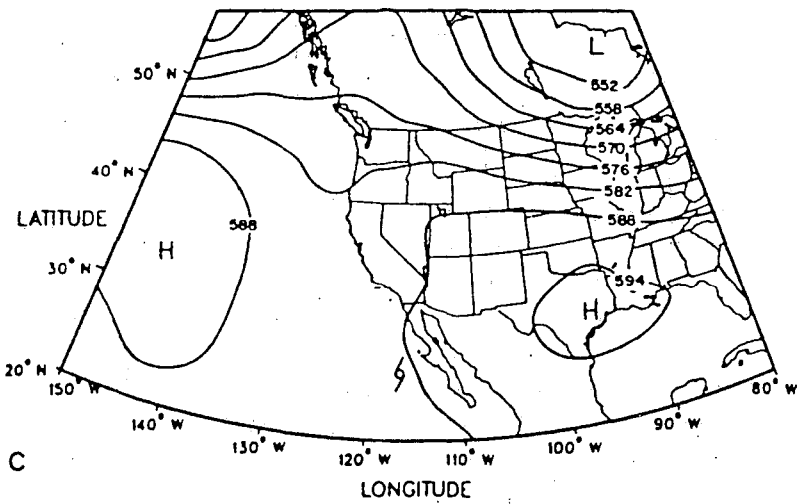 50° N
L
552
558
564
570
40° N
576
582
LATITUDE
588
588
H
30° N
594
H
20° N
150° W
80° W
140° W
90° W
130° W
100° W
120° W
110° W
C
LONGITUDE